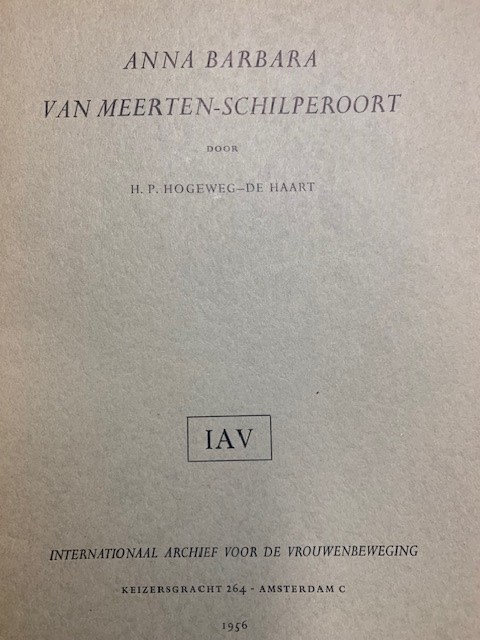 ANNA BARBARA
VAN MEERTEN-SCHILPEROORT
DOOR
H. P. HOGEWEG–DE HAART
IAV
INTERNATIONAAL ARCHIEF VOOR DE VROUWENBEWEGING
KEIZERSGRACHT 264 - AMSTERDAM C
1956